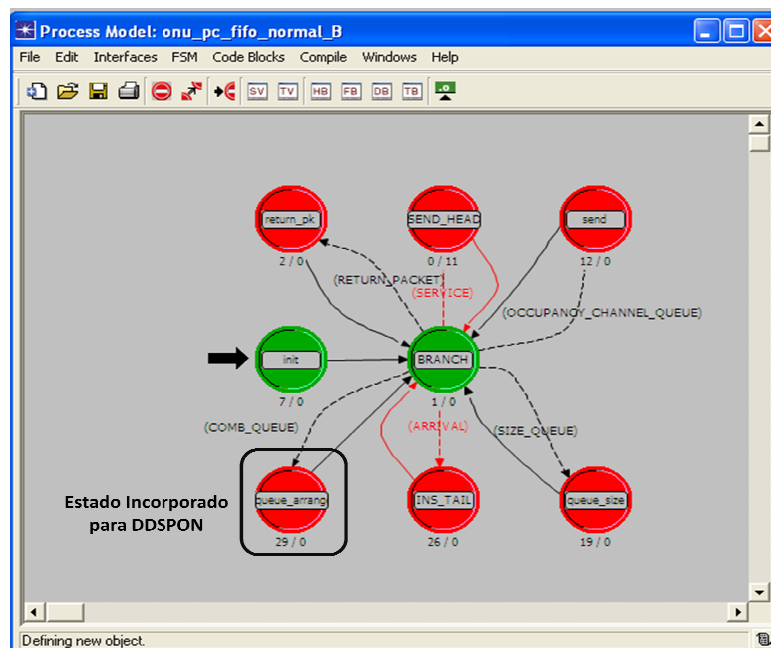 Process Model: onu_pc_fifo_normal_B
File Edit Interfaces FSM Code Blocks Compile Windows Help
SV TV HB FB DB TB
return_pk
SEND_HEAD
send
2 / 0
0 / 11
12 / 0
(RETURN_PACKET)
(SERVICE)
(OCCUPANCY_CHANNEL_QUEUE)
init
BRANCH
7 / 0
1 / 0
(COMB_QUEUE)
(ARRIVAL)
(SIZE_QUEUE)
Estado Incorporado
para DDSPON
queue_arrang
INS_TAIL
queue_size
29 / 0
26 / 0
19 / 0
Defining new object.